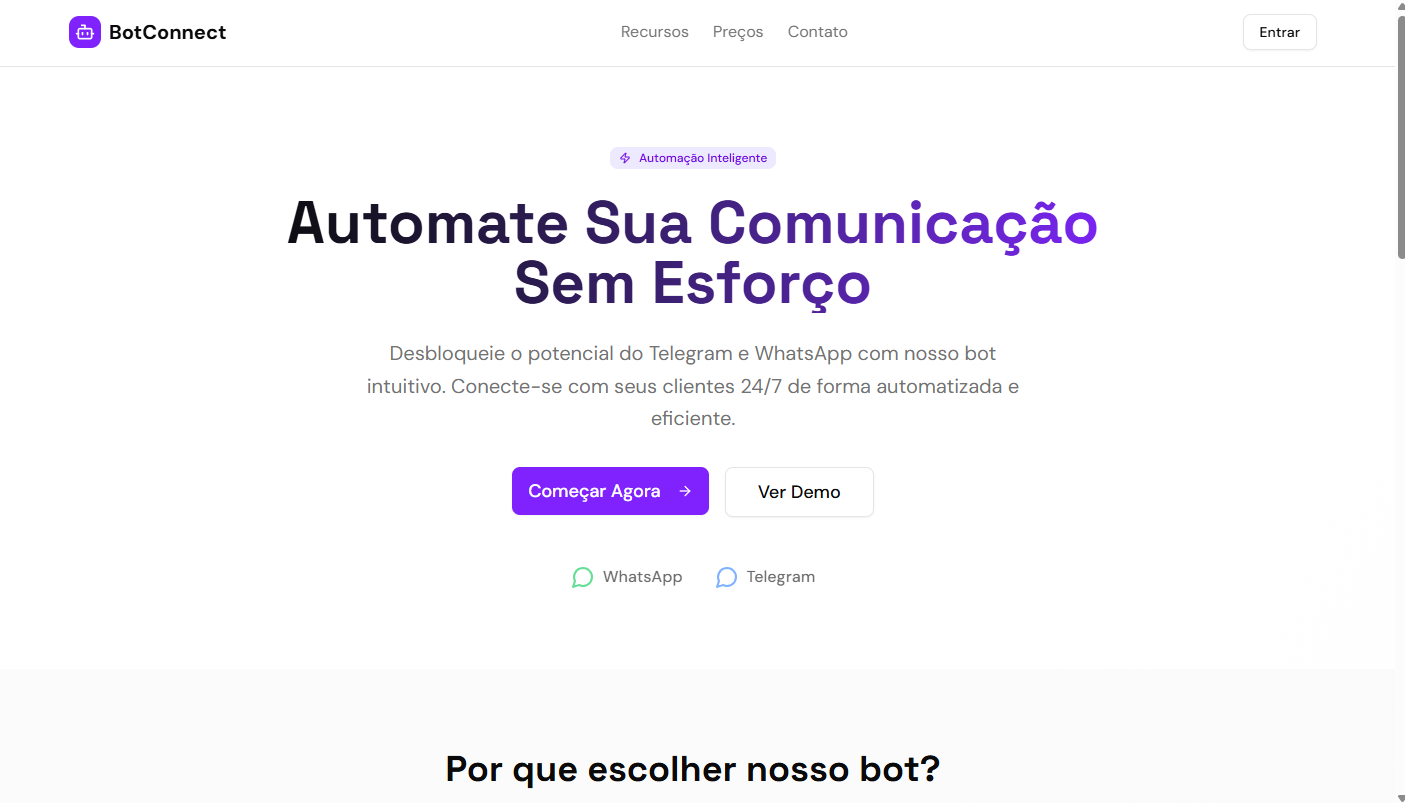 BotConnect
Recursos
Preços
Contato
Entrar
Automação Inteligente
Automate Sua Comunicação
Sem Esforço
Desbloqueie o potencial do Telegram e WhatsApp com nosso bot
intuitivo. Conecte-se com seus clientes 24/7 de forma automatizada e
eficiente.
Começar Agora →
Ver Demo
WhatsApp
Telegram
Por que escolher nosso bot?